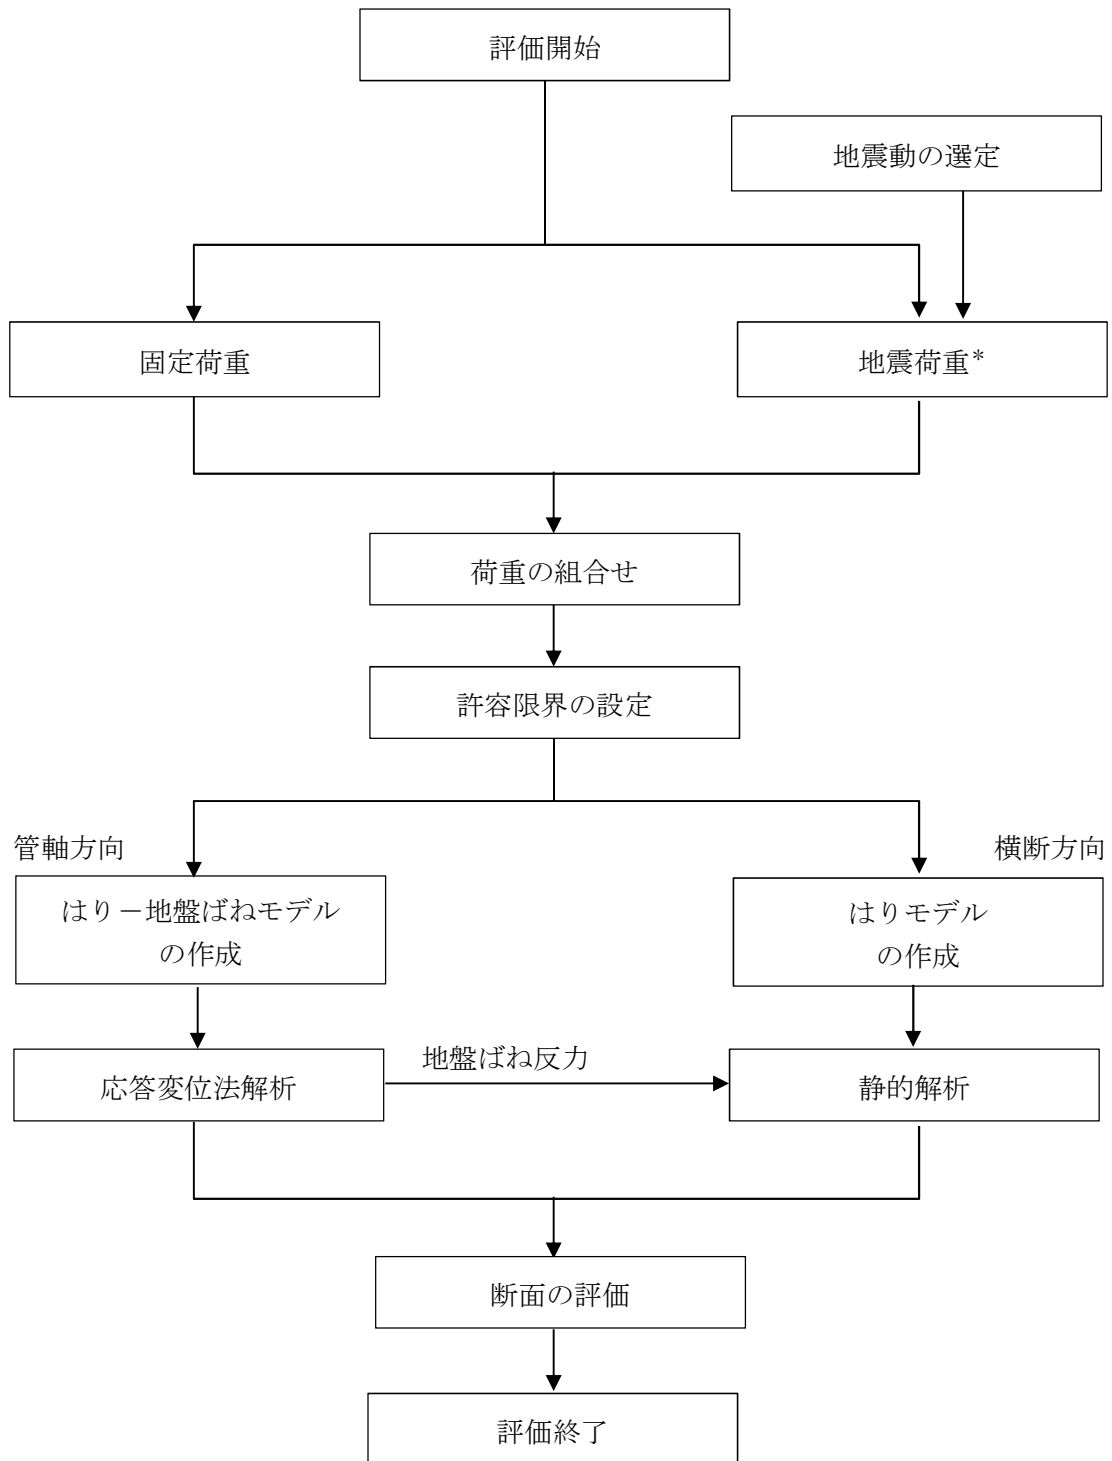 評価開始
地震動の選定
固定荷重
地震荷重*
荷重の組合せ
許容限界の設定
管軸方向
横断方向
はり－地盤ばねモデル
の作成
はりモデル
の作成
地盤ばね反力
応答変位法解析
静的解析
断面の評価
評価終了